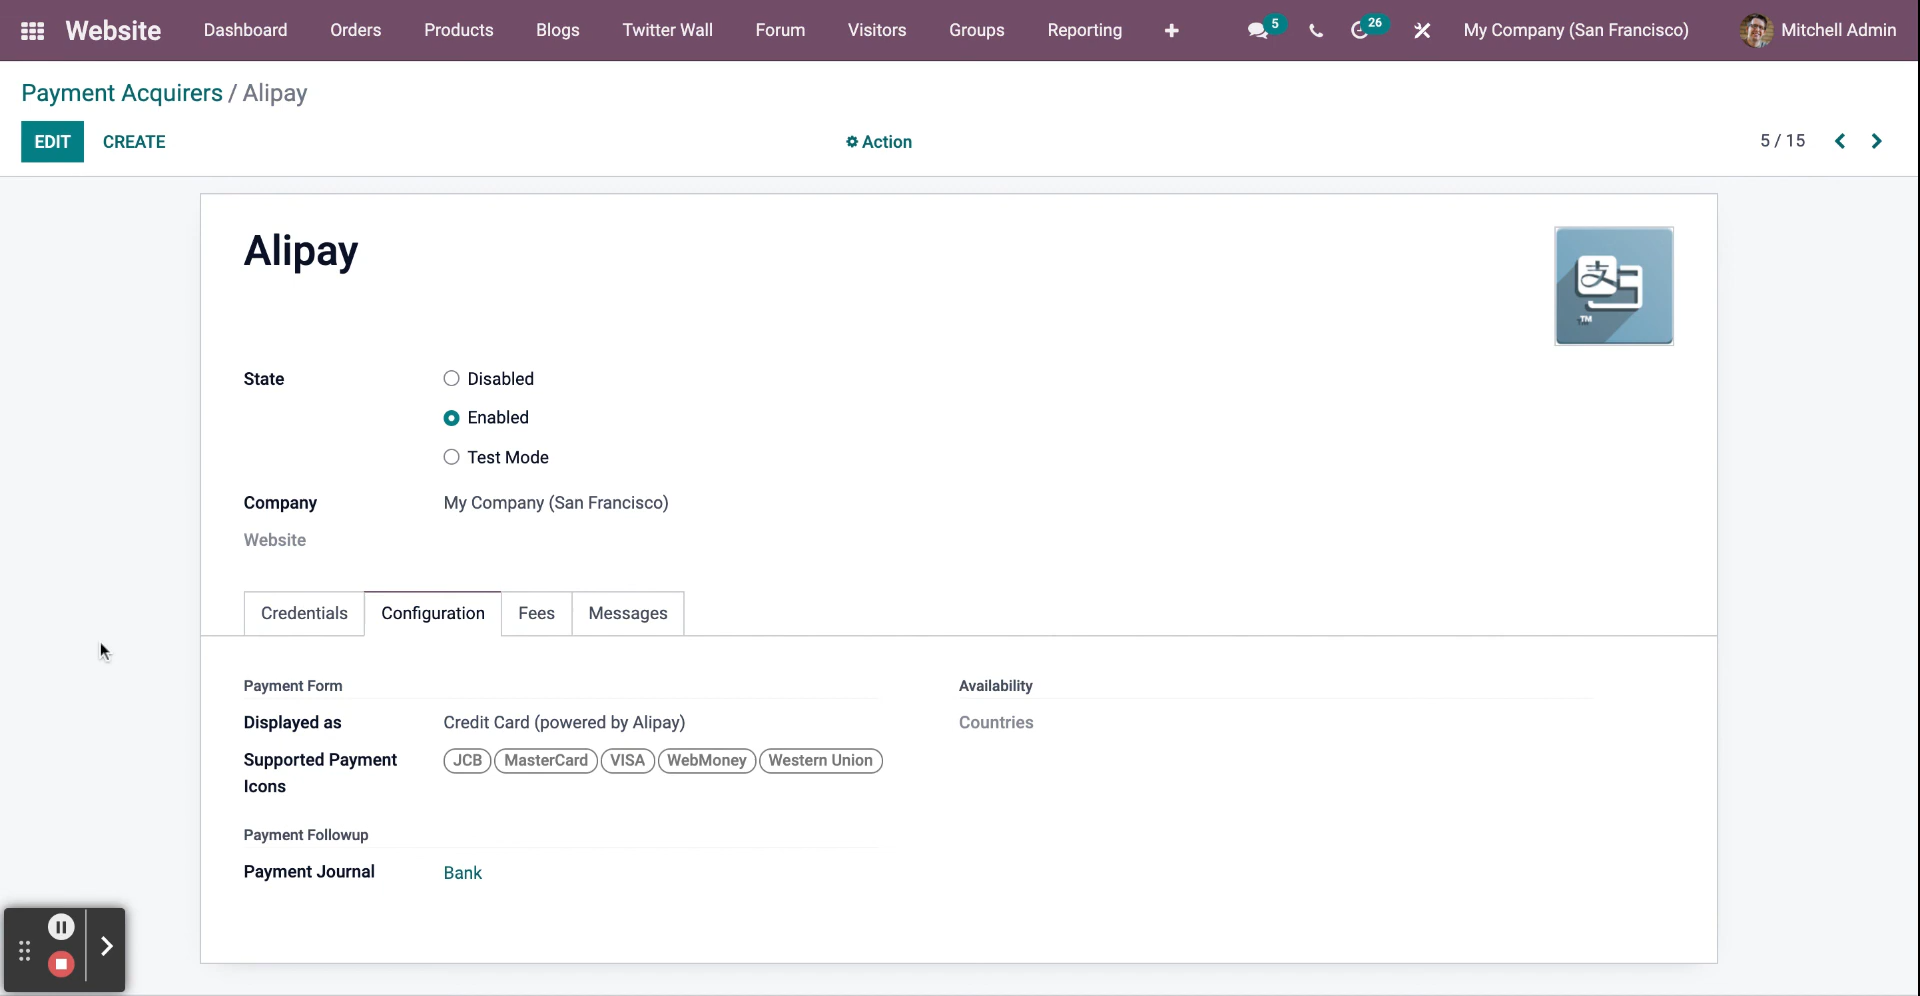 Website Dashboard Orders Products Blogs Twitter Wall Forum Visitors Groups Reporting 5 26 My Company (San Francisco) Mitchell Admin
Payment Acquirers / Alipay
EDIT CREATE Action 5 / 15
Alipay
支
TM
State Disabled
Enabled
Test Mode
Company My Company (San Francisco)
Website
Credentials Configuration Fees Messages
Payment Form Availability
Displayed as Credit Card (powered by Alipay) Countries
Supported Payment Icons JCB MasterCard VISA WebMoney Western Union
Payment Followup
Payment Journal Bank